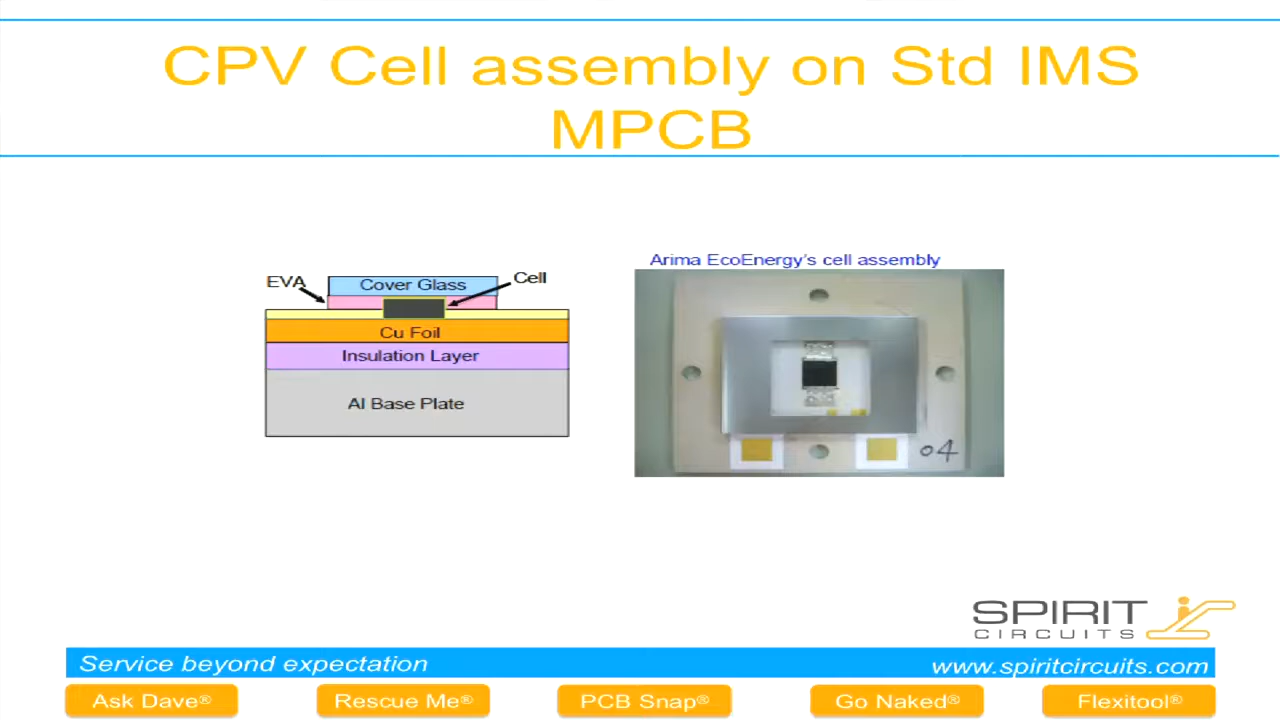 CPV Cell assembly on Std IMS
MPCB
EVA
Cover Glass
Cell
Cu Foil
Insulation Layer
Al Base Plate
Arima EcoEnergy's cell assembly
04
SPIRIT
CIRCUITS
Service beyond expectation
www.spiritcircuits.com
Ask Dave®
Rescue Me®
PCB Snap®
Go Naked®
Flexitool®